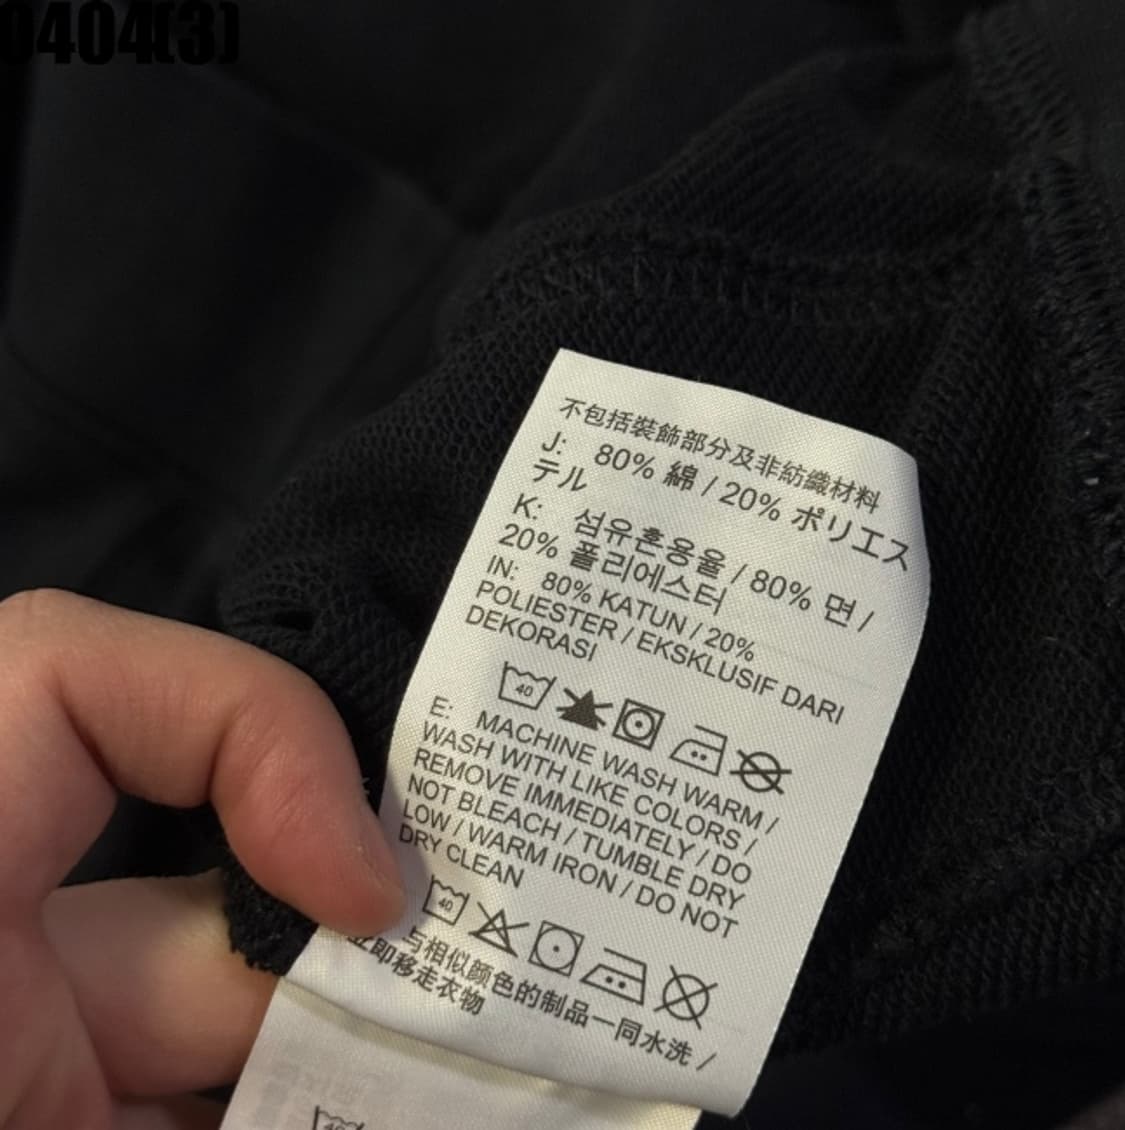 0404(3)
不包括裝飾部分及非紡織材料
J: 80% 綿 / 20% ポリエス
テル
K: 섬유혼용율 / 80% 면 /
20% 폴리에스터
IN: 80% KATUN / 20%
POLIESTER / EKSKLUSIF DARI
DEKORASI
40
E: MACHINE WASH WARM /
WASH WITH LIKE COLORS /
REMOVE IMMEDIATELY / DO
NOT BLEACH / TUMBLE DRY
LOW / WARM IRON / DO NOT
DRY CLEAN
40
与相似颜色的制品一同水洗 /
立即移走衣物
40